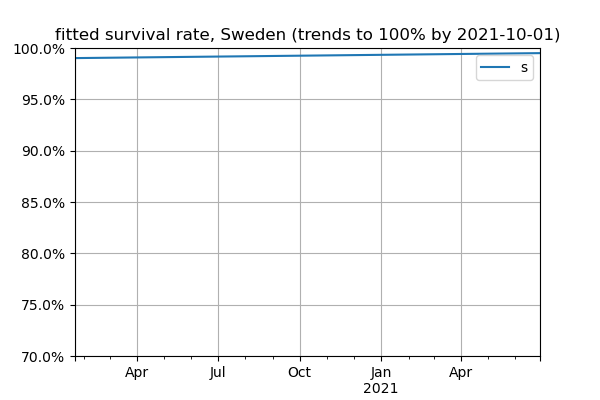 fitted survival rate, Sweden (trends to 100% by 2021-10-01)
100.0%
s
95.0%
90.0%
85.0%
80.0%
75.0%
70.0%
Apr Jul Oct Jan Apr
2021